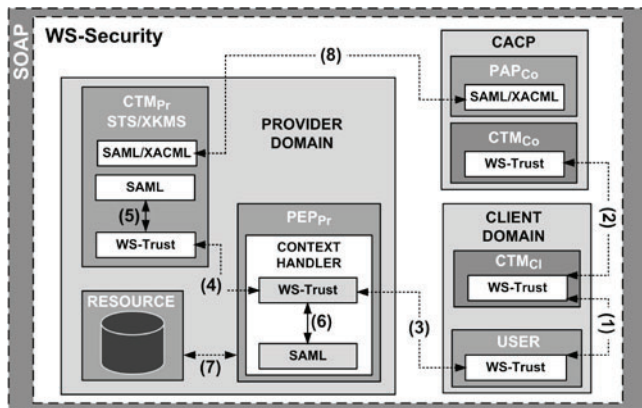 SOAP
WS-Security
(8)
CACP
PAPCo
SAML/XACML
CTMCo
WS-Trust
(2)
PROVIDER
DOMAIN
CTMPr
STS/XKMS
SAML/XACML
SAML
(5)
WS-Trust
(4)
PEPPr
CONTEXT
HANDLER
WS-Trust
(6)
SAML
RESOURCE
(7)
(3)
CLIENT
DOMAIN
CTMCl
WS-Trust
(1)
USER
WS-Trust